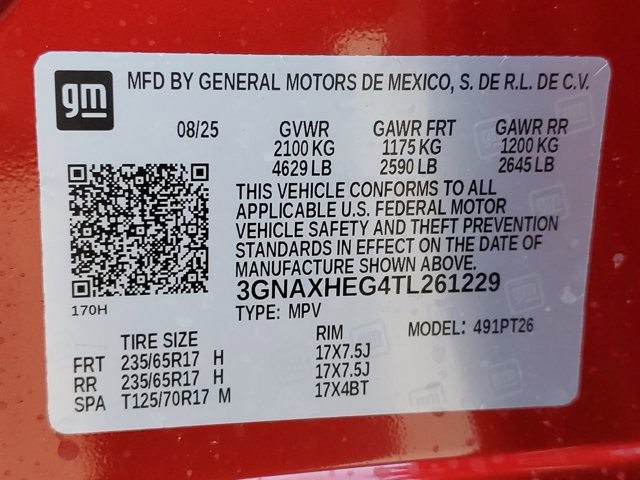 gm
MFD BY GENERAL MOTORS DE MEXICO, S. DE R.L. DE C.V.
08/25 GVWR GAWR FRT GAWR RR
2100 KG 1175 KG 1200 KG
4629 LB 2590 LB 2645 LB
THIS VEHICLE CONFORMS TO ALL
APPLICABLE U.S. FEDERAL MOTOR
VEHICLE SAFETY AND THEFT PREVENTION
STANDARDS IN EFFECT ON THE DATE OF
MANUFACTURE SHOWN ABOVE.
3GNAXHEG4TL261229
170H
TYPE: MPV MODEL: 491PT26
TIRE SIZE RIM
FRT 235/65R17 H 17X7.5J
RR 235/65R17 H 17X7.5J
SPA T125/70R17 M 17X4BT